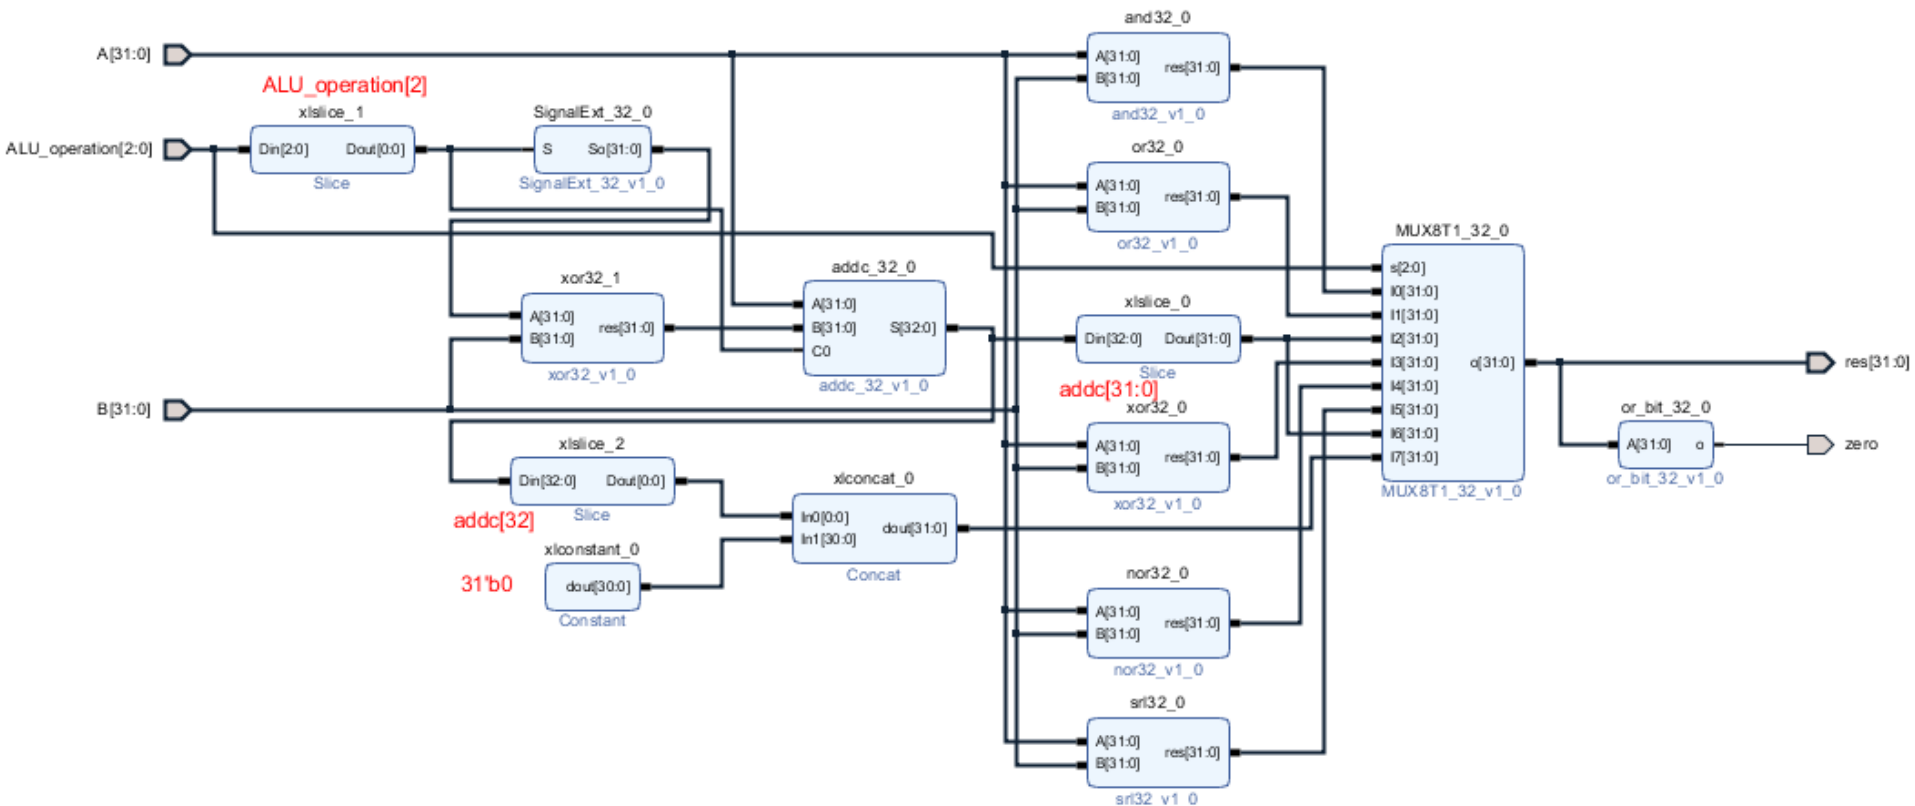 and32_0
A[31:0]
A[31:0]
B[31:0]
res[31:0]
and32_v1_0
ALU_operation[2]
xlslice_1
SignalExt_32_0
ALU_operation[2:0]
Din[2:0]
Dout[0:0]
Slice
S
So[31:0]
SignalExt_32_v1_0
or32_0
A[31:0]
B[31:0]
res[31:0]
or32_v1_0
MUX8T1_32_0
s[2:0]
I0[31:0]
I1[31:0]
I2[31:0]
I3[31:0]
I4[31:0]
I5[31:0]
I6[31:0]
I7[31:0]
o[31:0]
MUX8T1_32_v1_0
res[31:0]
xor32_1
A[31:0]
B[31:0]
res[31:0]
xor32_v1_0
addc_32_0
A[31:0]
B[31:0]
C0
S[32:0]
addc_32_v1_0
xlslice_0
Din[32:0]
Dout[31:0]
Slice
addc[31:0]
B[31:0]
xor32_0
A[31:0]
B[31:0]
res[31:0]
xor32_v1_0
or_bit_32_0
A[31:0]
o
or_bit_32_v1_0
zero
xlslice_2
Din[32:0]
Dout[0:0]
Slice
addc[32]
xlconcat_0
In0[0:0]
In1[30:0]
dout[31:0]
Concat
xlconstant_0
31'b0
dout[30:0]
Constant
nor32_0
A[31:0]
B[31:0]
res[31:0]
nor32_v1_0
srl32_0
A[31:0]
B[31:0]
res[31:0]
srl32_v1_0